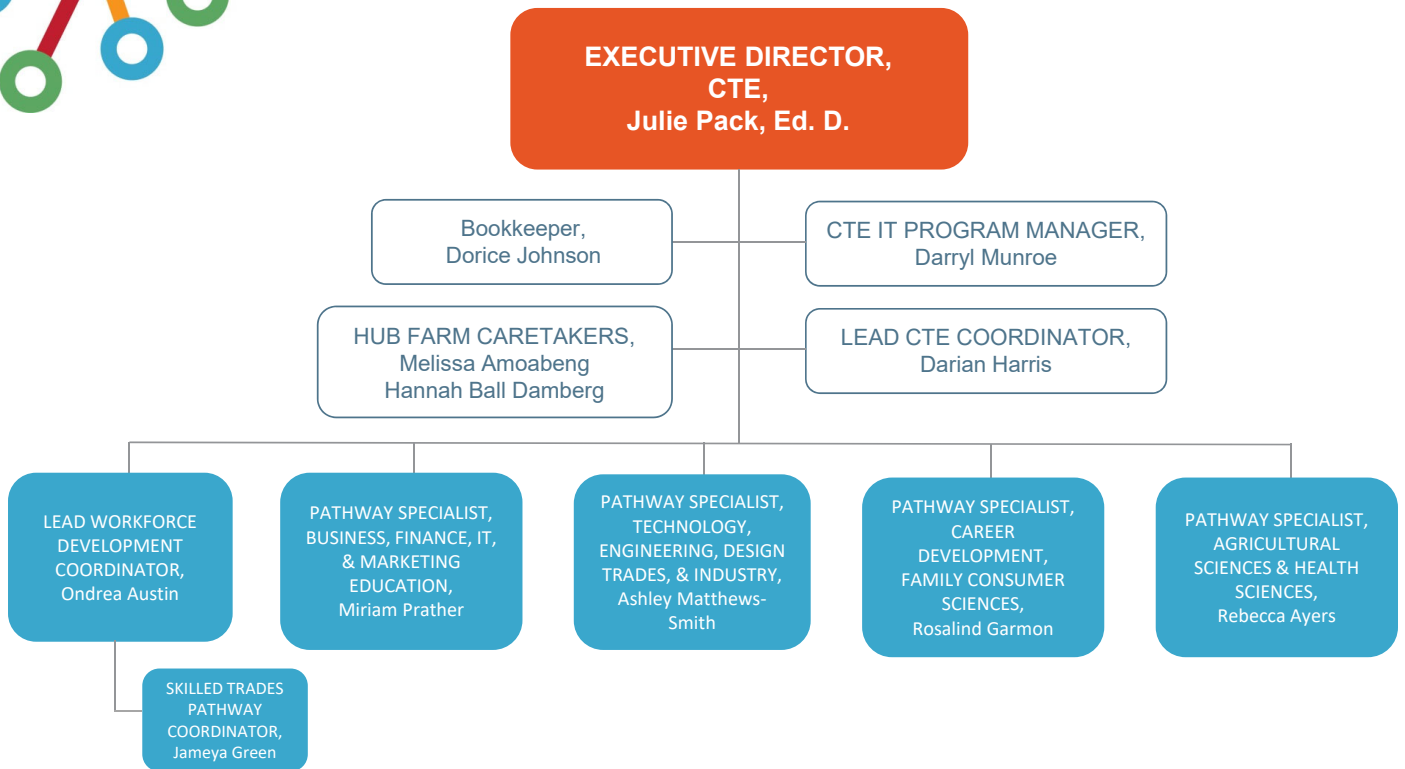 EXECUTIVE DIRECTOR,
CTE,
Julie Pack, Ed. D.
Bookkeeper,
Dorice Johnson
CTE IT PROGRAM MANAGER,
Darryl Munroe
HUB FARM CARETAKERS,
Melissa Amoabeng
Hannah Ball Damberg
LEAD CTE COORDINATOR,
Darian Harris
LEAD WORKFORCE
DEVELOPMENT
COORDINATOR,
Ondrea Austin
PATHWAY SPECIALIST,
BUSINESS, FINANCE, IT,
& MARKETING
EDUCATION,
Miriam Prather
PATHWAY SPECIALIST,
TECHNOLOGY,
ENGINEERING, DESIGN
TRADES, & INDUSTRY,
Ashley Matthews-
Smith
PATHWAY SPECIALIST,
CAREER
DEVELOPMENT,
FAMILY CONSUMER
SCIENCES,
Rosalind Garmon
PATHWAY SPECIALIST,
AGRICULTURAL
SCIENCES & HEALTH
SCIENCES,
Rebecca Ayers
SKILLED TRADES
PATHWAY
COORDINATOR,
Jameya Green